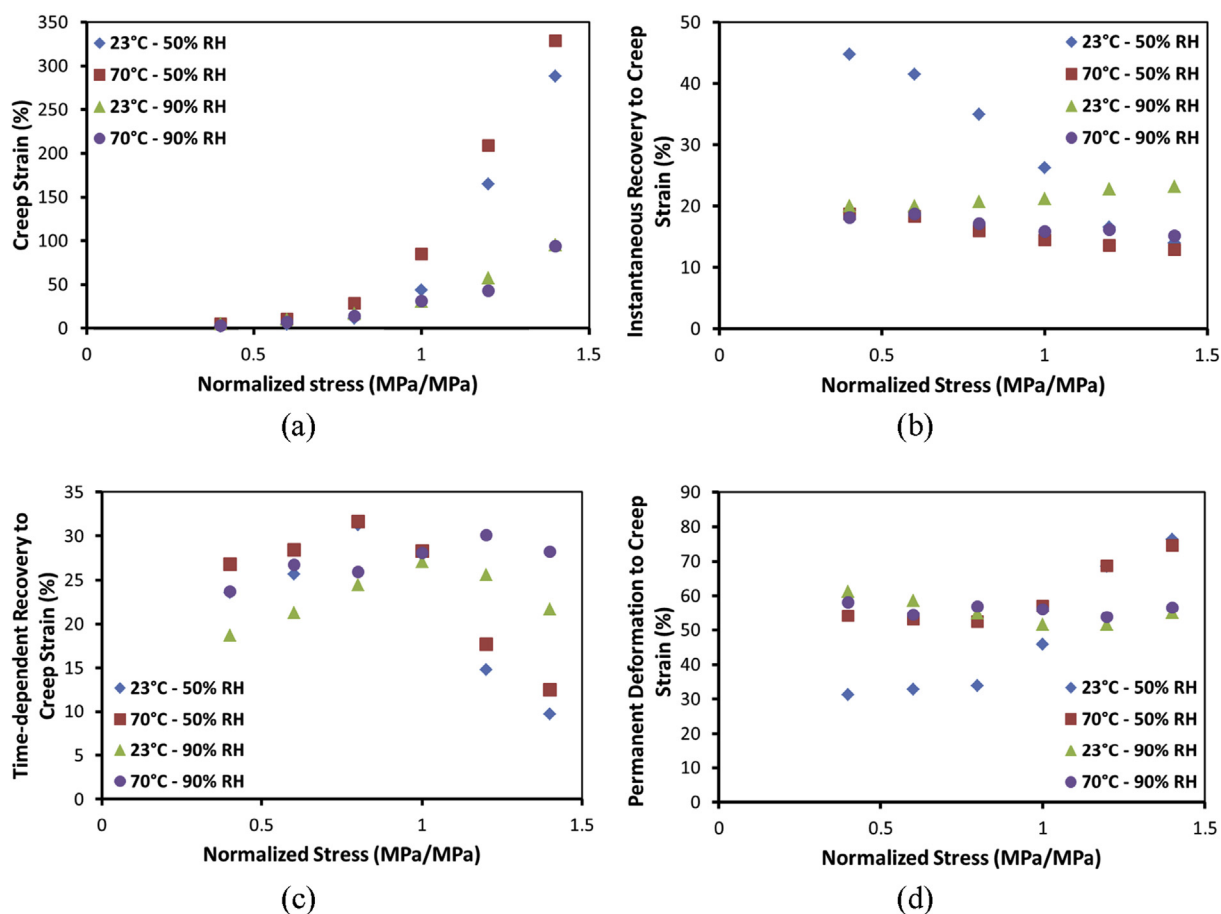 350
300
250
200
150
100
50
0
Creep Strain (%)
23°C - 50% RH
70°C - 50% RH
23°C - 90% RH
70°C - 90% RH
0 0.5 1 1.5
Normalized stress (MPa/MPa)
(a)
50
40
30
20
10
0
Instantaneous Recovery to Creep
Strain (%)
23°C - 50% RH
70°C - 50% RH
23°C - 90% RH
70°C - 90% RH
0 0.5 1 1.5
Normalized Stress (MPa/MPa)
(b)
35
30
25
20
15
10
5
0
Time-dependent Recovery to
Creep Strain (%)
23°C - 50% RH
70°C - 50% RH
23°C - 90% RH
70°C - 90% RH
0 0.5 1 1.5
Normalized Stress (MPa/MPa)
(c)
90
80
70
60
50
40
30
20
10
0
Permanent Deformation to Creep
Strain (%)
23°C - 50% RH
70°C - 50% RH
23°C - 90% RH
70°C - 90% RH
0 0.5 1 1.5
Normalized Stress (MPa/MPa)
(d)